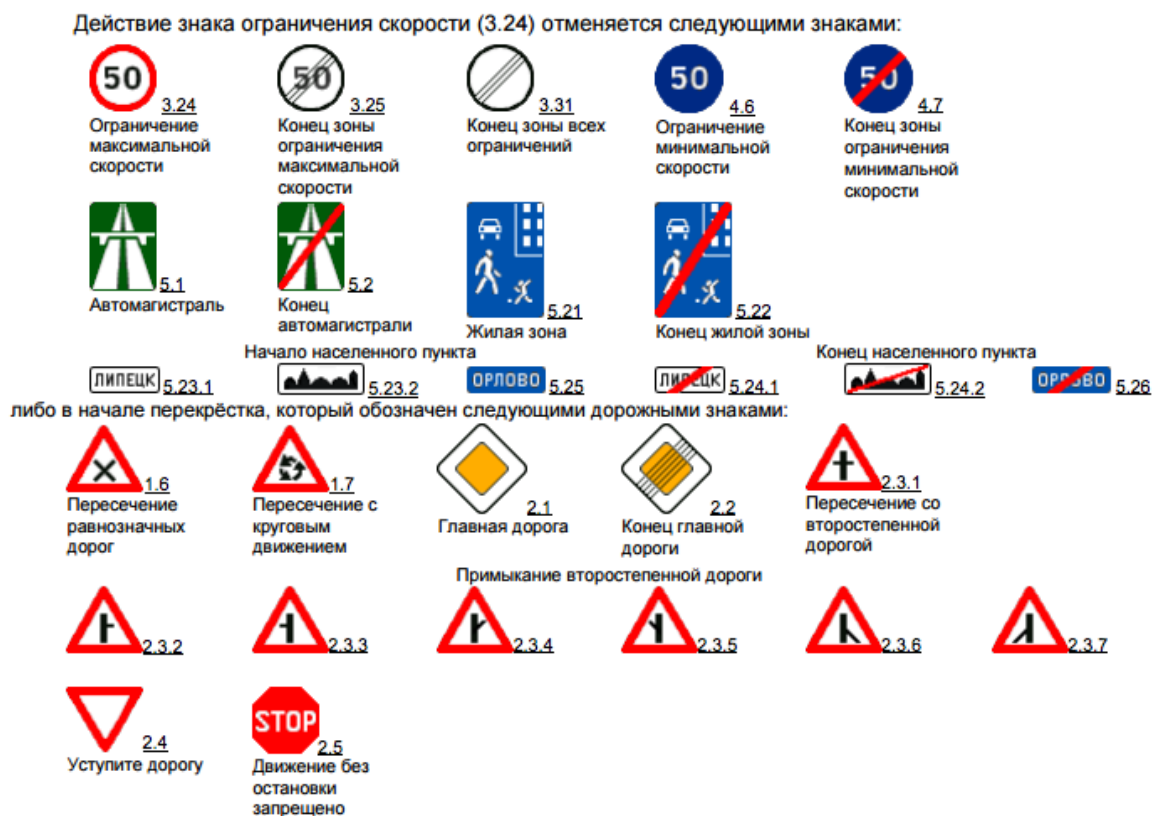 Действие знака ограничения скорости (3.24) отменяется следующими знаками:
50 50 50 50
3.24 3.25 3.31 4.6 4.7
Ограничение Конец зоны Конец зоны всех Ограничение Конец зоны
максимальной ограничения ограничений минимальной ограничения
скорости максимальной скорости минимальной
скорости скорости
5.1 5.2 5.21 5.22
Автомагистраль Конец Жилая зона Конец жилой зоны
автомагистрали
Начало населенного пункта Конец населенного пункта
ЛИПЕЦК 5.23.1 5.23.2 ОРЛОВО 5.25 ЛИПЕЦК 5.24.1 5.24.2 ОРЛОВО 5.26
либо в начале перекрёстка, который обозначен следующими дорожными знаками:
1.6 1.7 2.1 2.2 2.3.1
Пересечение Пересечение с Главная дорога Конец главной Пересечение со
равнозначных круговым дороги второстепенной
дорог движением дорогой
Примыкание второстепенной дороги
2.3.2 2.3.3 2.3.4 2.3.5 2.3.6 2.3.7
STOP
2.4 2.5
Уступите дорогу Движение без
остановки
запрещено